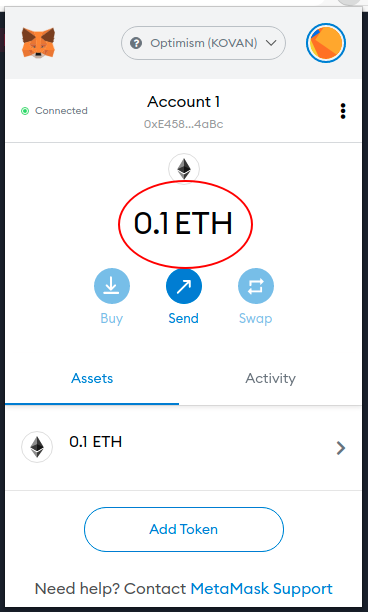 Optimism (KOVAN)
Connected
Account 1
0xE458...4aBc
0.1 ETH
Buy
Send
Swap
Assets
Activity
0.1 ETH
Add Token
Need help? Contact MetaMask Support